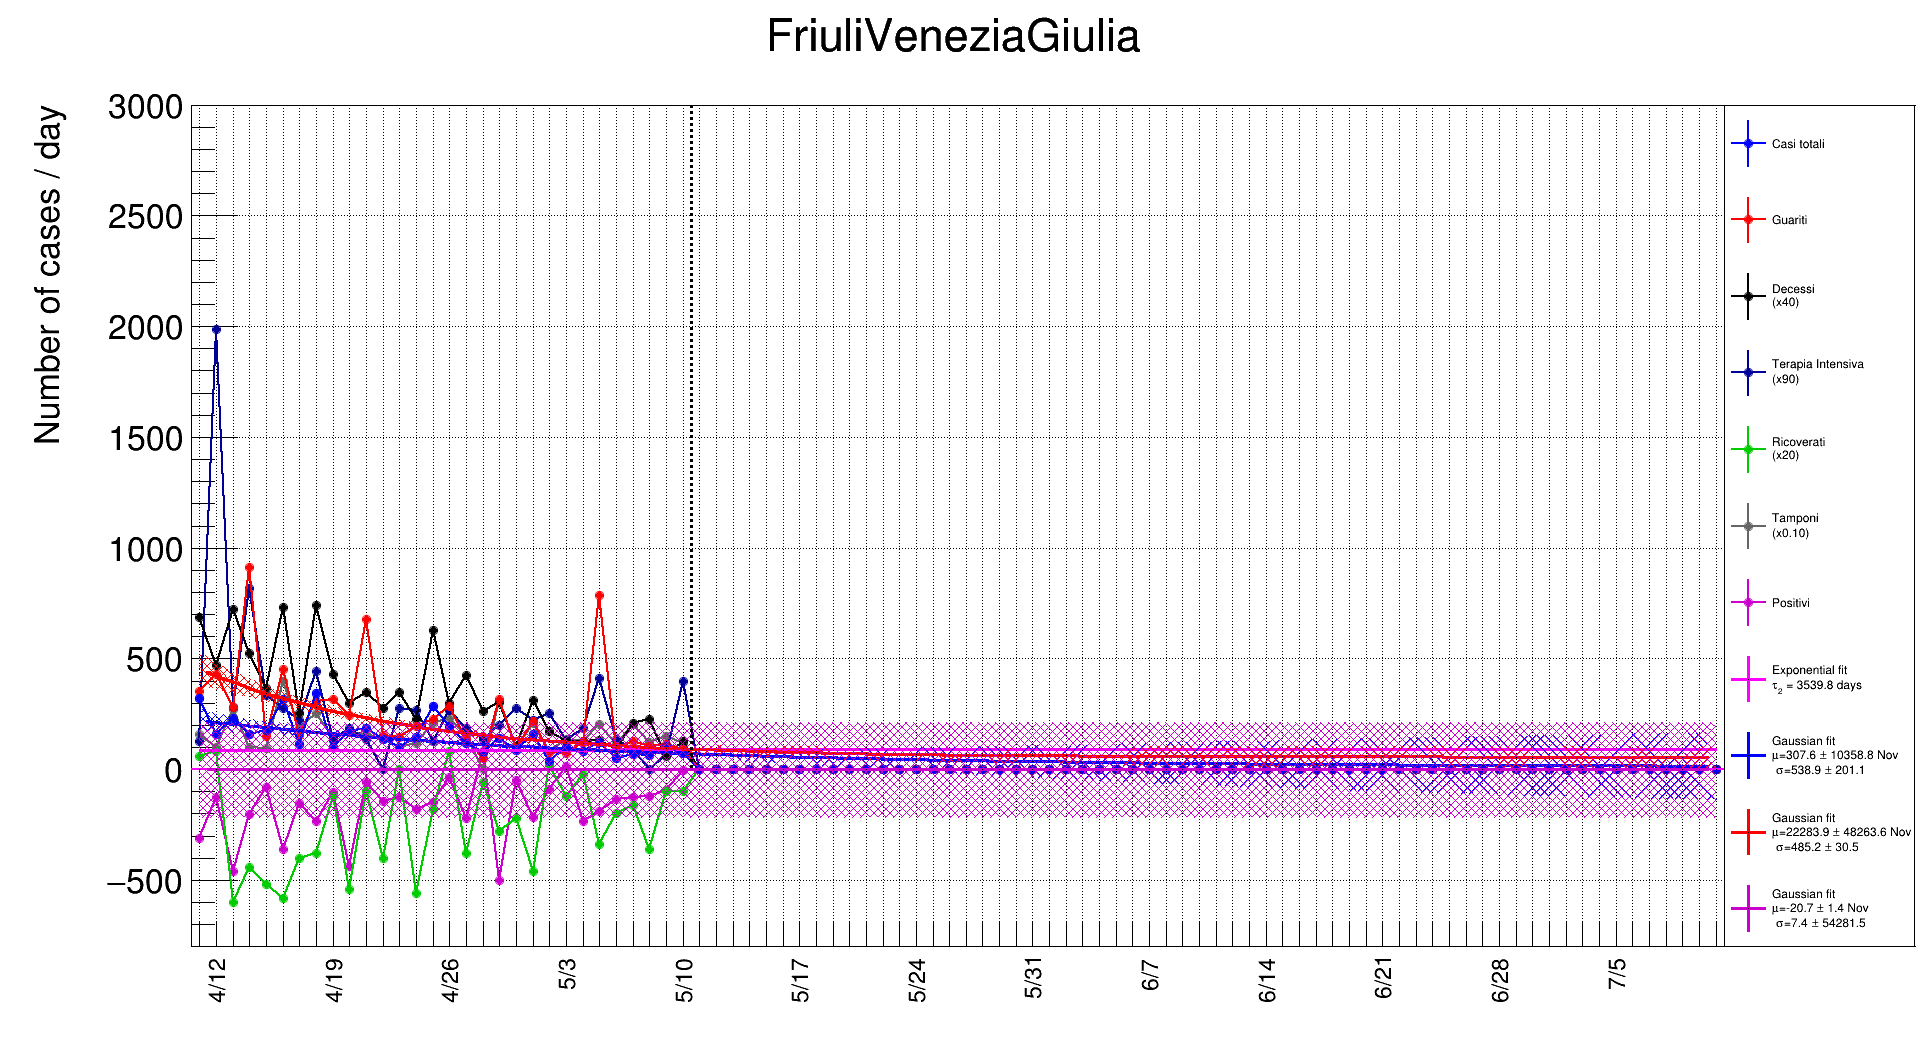 FriuliVeneziaGiulia
Number of cases / day
3000
2500
2000
1500
1000
500
0
−500
4/12
4/19
4/26
5/3
5/10
5/17
5/24
5/31
6/7
6/14
6/21
6/28
7/5
Casi totali
Guariti
Decessi
(x40)
Terapia Intensiva
(x90)
Ricoverati
(x20)
Tamponi
(x0.10)
Positivi
Exponential fit
τ2 = 3539.8 days
Gaussian fit
μ=307.6 ± 10358.8 Nov
σ=538.9 ± 201.1
Gaussian fit
μ=22283.9 ± 48263.6 Nov
σ=485.2 ± 30.5
Gaussian fit
μ=-20.7 ± 1.4 Nov
σ=7.4 ± 54281.5